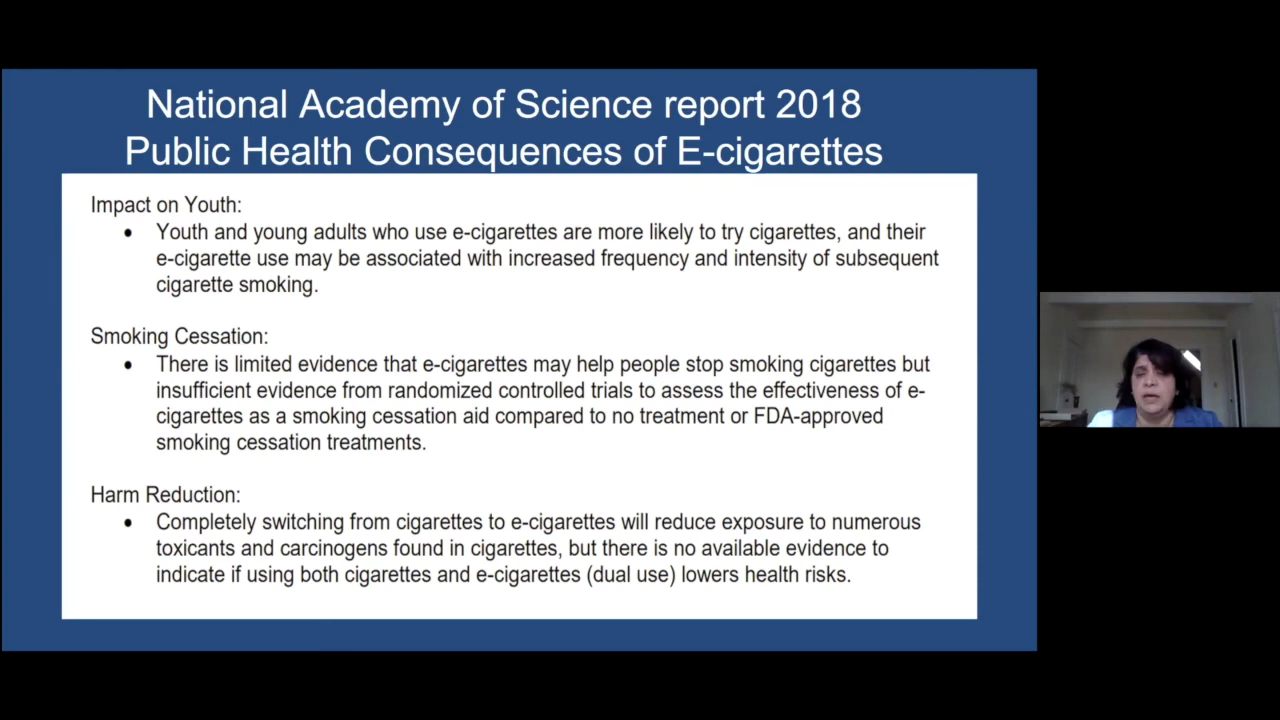 National Academy of Science report 2018
Public Health Consequences of E-cigarettes
Impact on Youth:
• Youth and young adults who use e-cigarettes are more likely to try cigarettes, and their
e-cigarette use may be associated with increased frequency and intensity of subsequent
cigarette smoking.
Smoking Cessation:
• There is limited evidence that e-cigarettes may help people stop smoking cigarettes but
insufficient evidence from randomized controlled trials to assess the effectiveness of e-
cigarettes as a smoking cessation aid compared to no treatment or FDA-approved
smoking cessation treatments.
Harm Reduction:
• Completely switching from cigarettes to e-cigarettes will reduce exposure to numerous
toxicants and carcinogens found in cigarettes, but there is no available evidence to
indicate if using both cigarettes and e-cigarettes (dual use) lowers health risks.